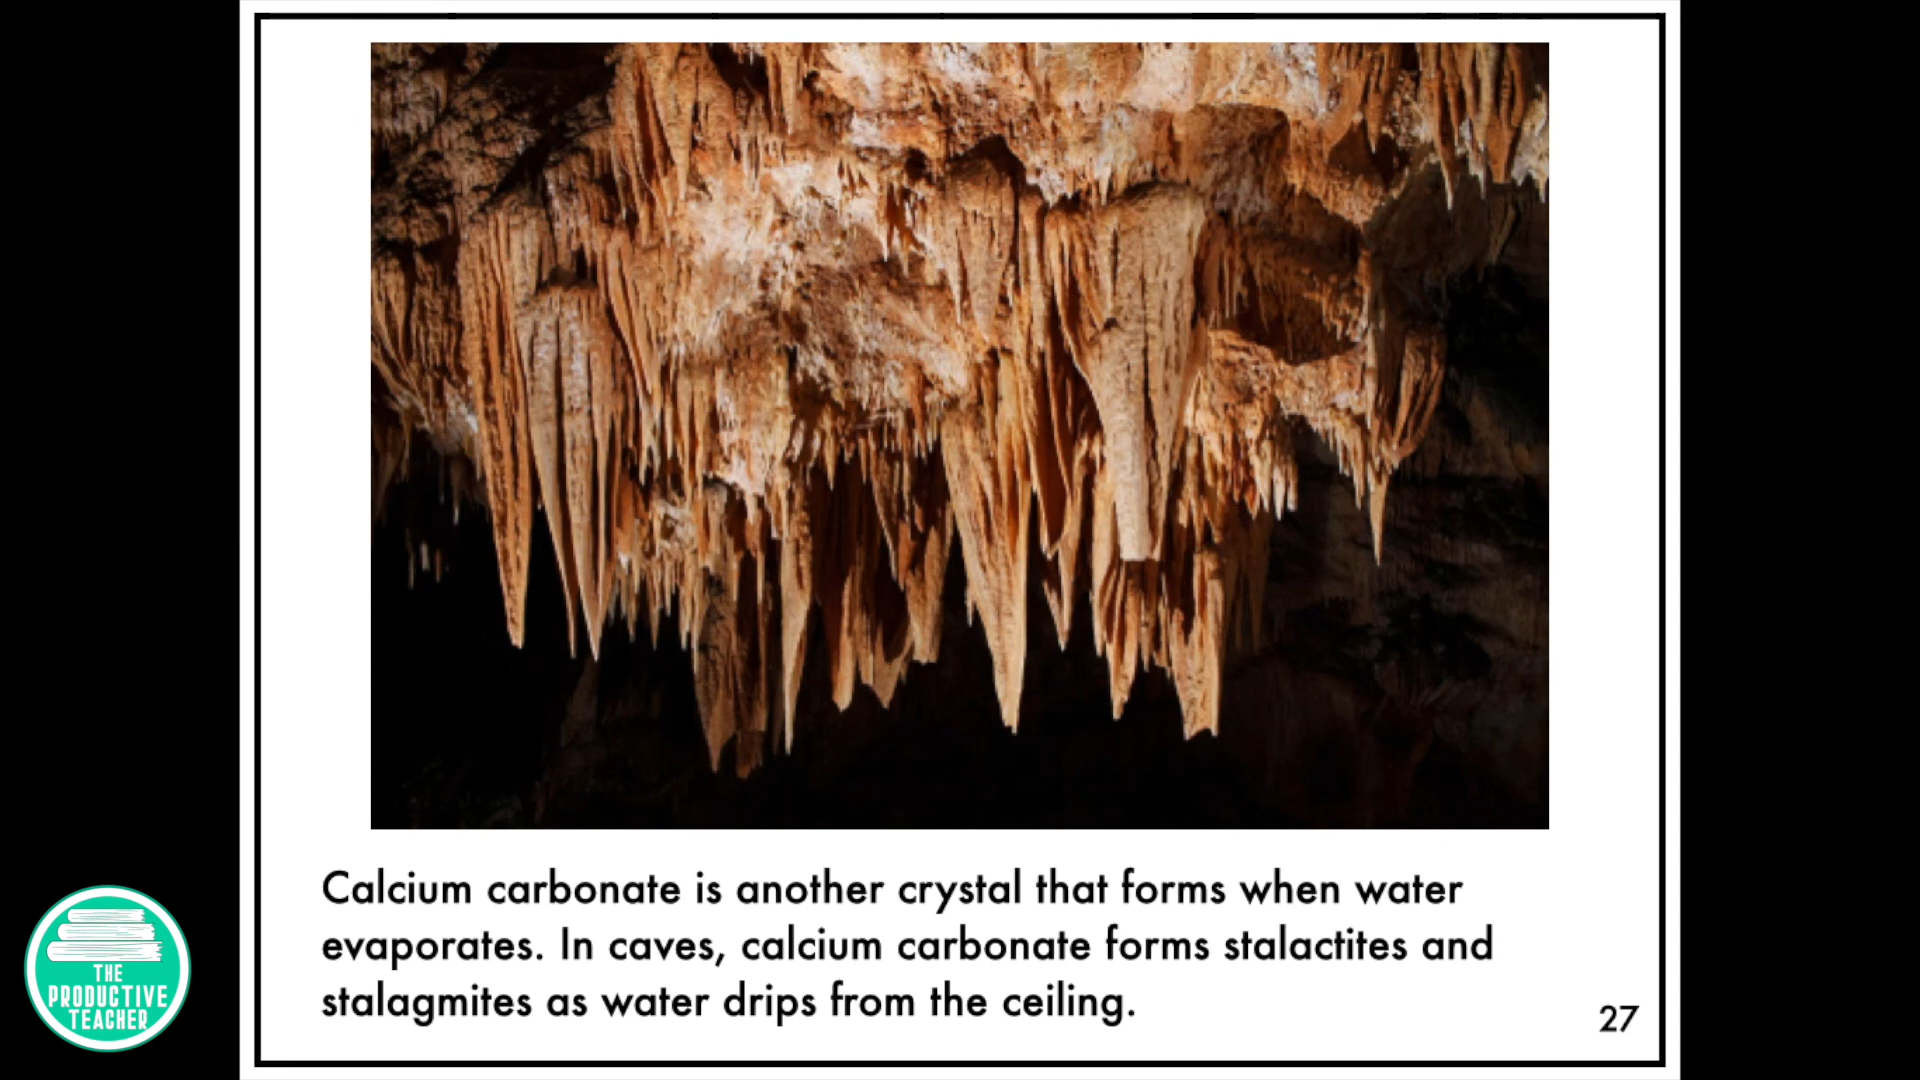 Calcium carbonate is another crystal that forms when water
evaporates. In caves, calcium carbonate forms stalactites and
stalagmites as water drips from the ceiling.
27
THE
PRODUCTIVE
TEACHER